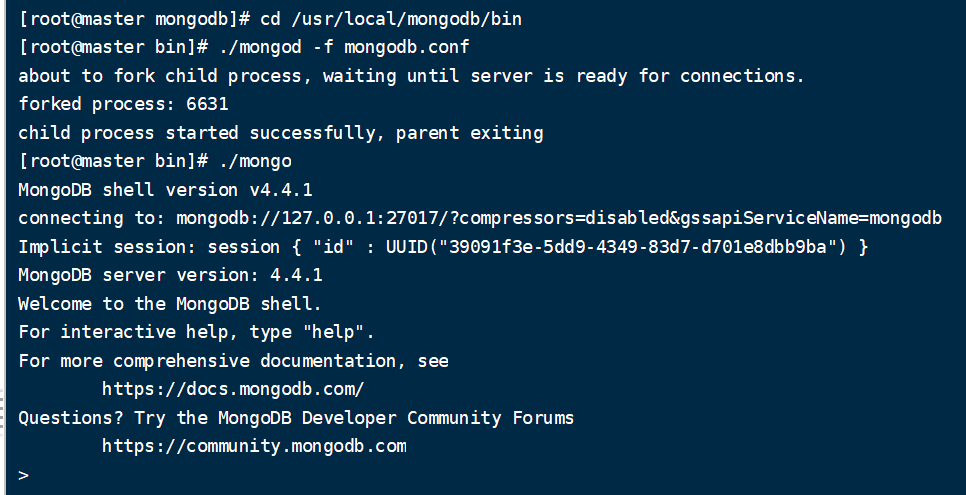 [root@master mongodb]# cd /usr/local/mongodb/bin
[root@master bin]# ./mongod -f mongodb.conf
about to fork child process, waiting until server is ready for connections.
forked process: 6631
child process started successfully, parent exiting
[root@master bin]# ./mongo
MongoDB shell version v4.4.1
connecting to: mongodb://127.0.0.1:27017/?compressors=disabled&gssapiServiceName=mongodb
Implicit session: session { "id" : UUID("39091f3e-5dd9-4349-83d7-d701e8dbb9ba") }
MongoDB server version: 4.4.1
Welcome to the MongoDB shell.
For interactive help, type "help".
For more comprehensive documentation, see
        https://docs.mongodb.com/
Questions? Try the MongoDB Developer Community Forums
        https://community.mongodb.com
>